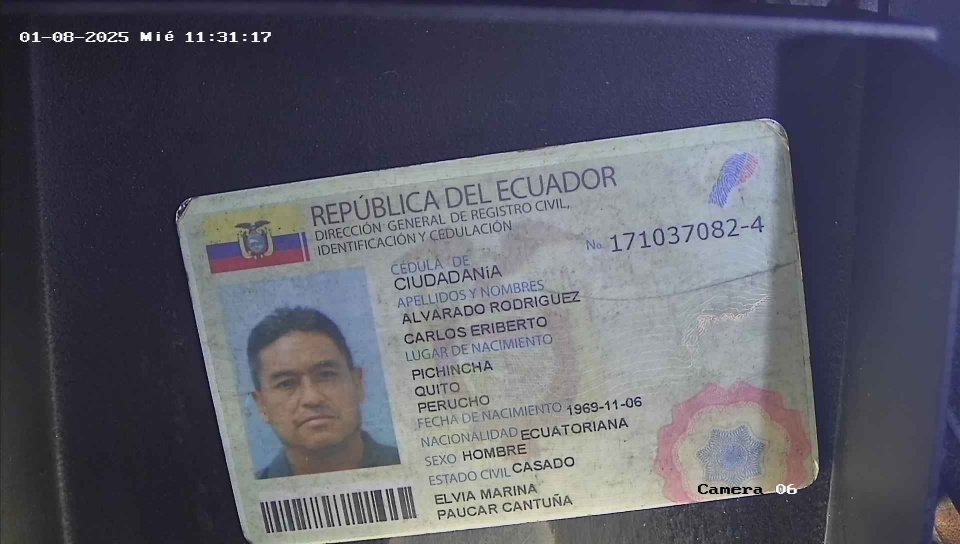 01-08-2025 Mié 11:31:17
REPÚBLICA DEL ECUADOR
DIRECCIÓN GENERAL DE REGISTRO CIVIL,
IDENTIFICACIÓN Y CEDULACIÓN
No. 171037082-4
CÉDULA DE
CIUDADANíA
APELLIDOS Y NOMBRES
ALVARADO RODRIGUEZ
CARLOS ERIBERTO
LUGAR DE NACIMIENTO
PICHINCHA
QUITO
PERUCHO
FECHA DE NACIMIENTO 1969-11-06
NACIONALIDAD ECUATORIANA
SEXO HOMBRE
ESTADO CIVIL CASADO
ELVIA MARINA
PAUCAR CANTUÑA
Camera 06